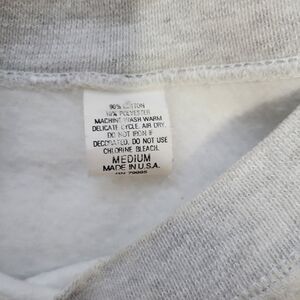 90% COTTON
10% POLYESTER
MACHINE WASH WARM
DELICATE CYCLE. AIR DRY.
DO NOT IRON IF
DECORATED. DO NOT USE
CHLORINE BLEACH.
MEDIUM
MADE IN U.S.A.